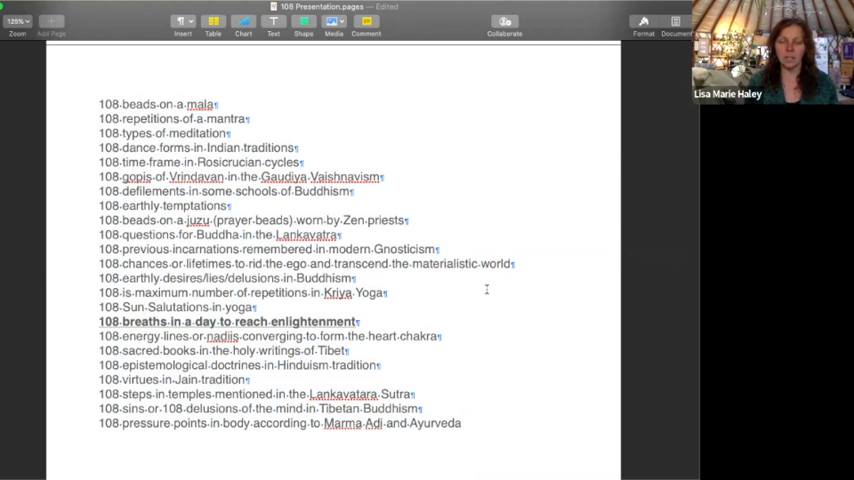 108 Presentation.pages — Edited
125%
Zoom
Add Page
Insert
Table
Chart
Text
Shape
Media
Comment
Collaborate
Format
Document
Lisa Marie Haley
108 beads on a mala
108 repetitions of a mantra
108 types of meditation
108 dance forms in Indian traditions
108 time frame in Rosicrucian cycles
108 gopis of Vrindavan in the Gaudiya Vaishnavism
108 defilements in some schools of Buddhism
108 earthly temptations
108 beads on a juzu (prayer beads) worn by Zen priests
108 questions for Buddha in the Lankavatra
108 previous incarnations remembered in modern Gnosticism
108 chances or lifetimes to rid the ego and transcend the materialistic world
108 earthly desires/lies/delusions in Buddhism
108 is maximum number of repetitions in Kriya Yoga
108 Sun Salutations in yoga
108 breaths in a day to reach enlightenment
108 energy lines or nadiis converging to form the heart chakra
108 sacred books in the holy writings of Tibet
108 epistemological doctrines in Hinduism tradition
108 virtues in Jain tradition
108 steps in temples mentioned in the Lankavatara Sutra
108 sins or 108 delusions of the mind in Tibetan Buddhism
108 pressure points in body according to Marma Adi and Ayurveda